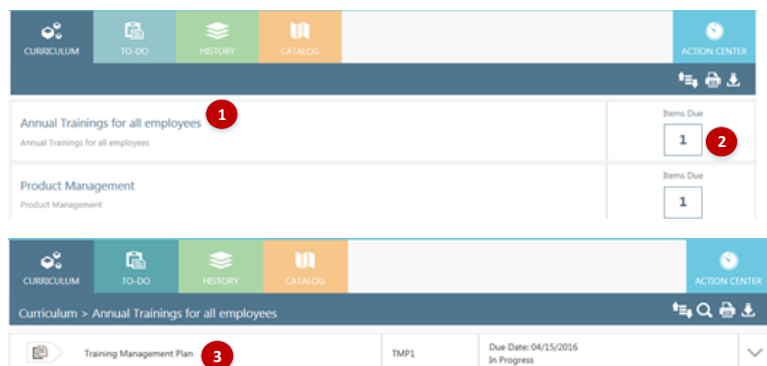 CURRICULUM TO-DO HISTORY CATALOG ACTION CENTER
Annual Trainings for all employees 1
Annual Trainings for all employees
Items Due
1 2
Product Management
Product Management
Items Due
1
CURRICULUM TO-DO HISTORY CATALOG ACTION CENTER
Curriculum > Annual Trainings for all employees
Training Management Plan 3 TMP1 Due Date: 04/15/2016
In Progress